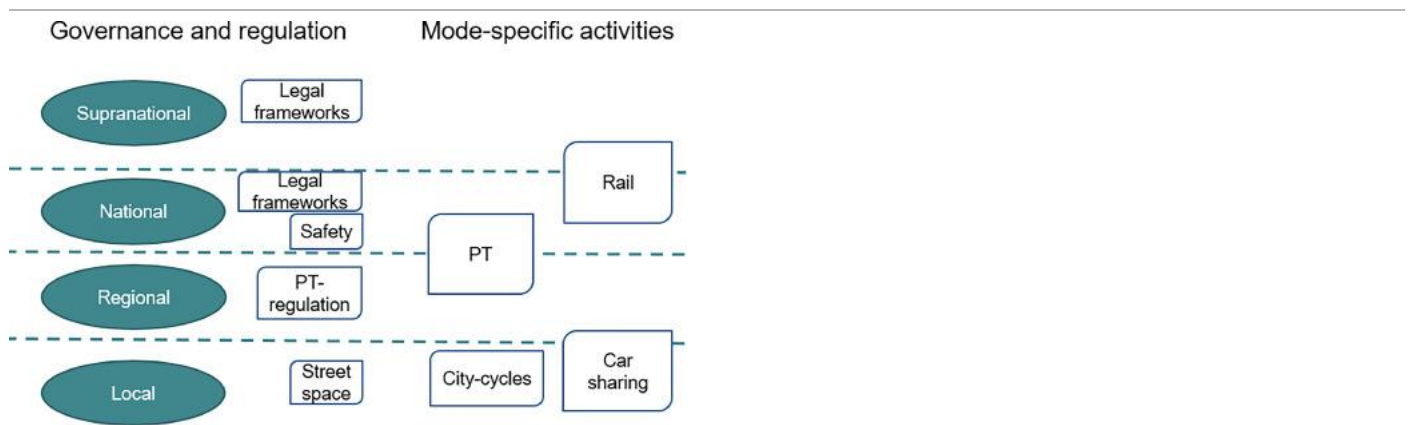 Governance and regulation
Mode-specific activities
Supranational
Legal
frameworks
Rail
National
Legal
frameworks
Safety
PT
Regional
PT-
regulation
Local
Street
space
City-cycles
Car
sharing